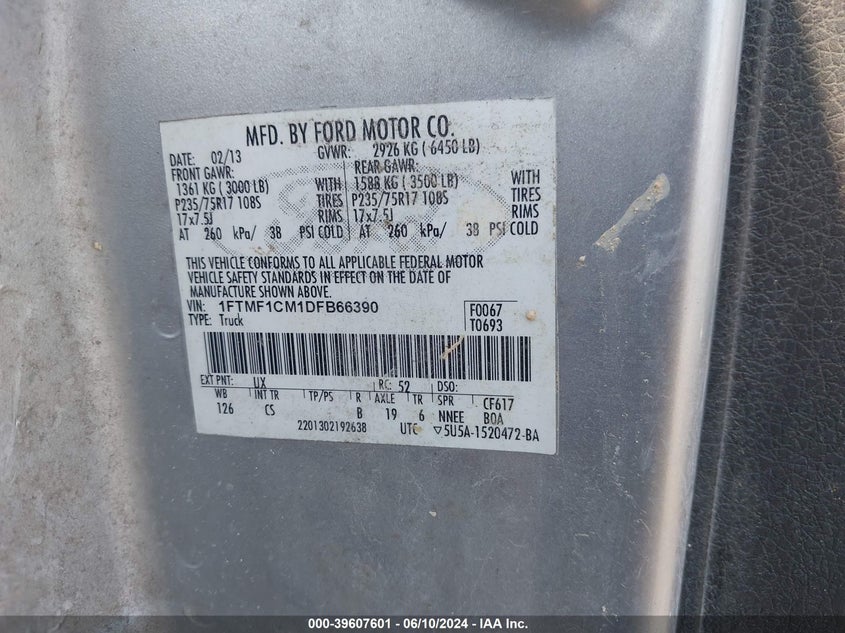 MFD. BY FORD MOTOR CO.
DATE: 02/13 GVWR: 2926 KG ( 6450 LB)
FRONT GAWR: REAR GAWR:
1361 KG ( 3000 LB) WITH 1588 KG ( 3500 LB) WITH
P235/75R17 108S TIRES P235/75R17 108S TIRES
17x7.5J RIMS 17x7.5J RIMS
AT 260 kPa/ 38 PSI COLD AT 260 kPa/ 38 PSI COLD
THIS VEHICLE CONFORMS TO ALL APPLICABLE FEDERAL MOTOR
VEHICLE SAFETY STANDARDS IN EFFECT ON THE DATE OF
MANUFACTURE SHOWN ABOVE.
VIN: 1FTMF1CM1DFB66390 F0067
TYPE: Truck T0693
EXT PNT: UX RC: 52 DSO:
WB INT TR TP/PS R AXLE TR SPR CF617
126 CS B 19 6 NNEE BOA
2201302192638 UTC ▽5U5A-1520472-BA
000-39607601 - 06/10/2024 - IAA Inc.